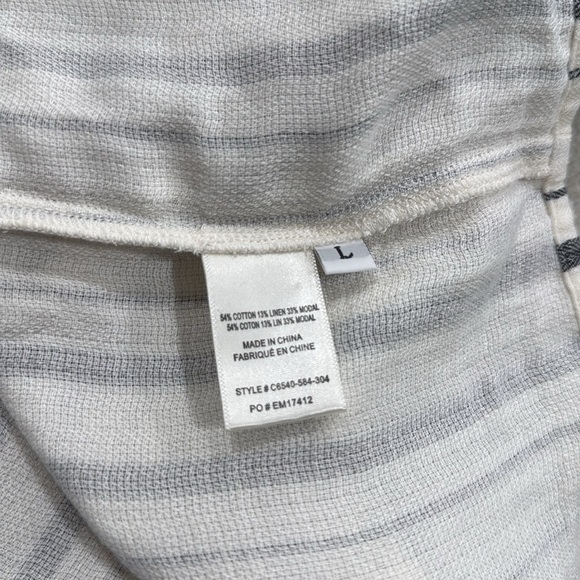 L
54% COTTON 13% LINEN 33% MODAL
54% COTON 13% LIN 33% MODAL
MADE IN CHINA
FABRIQUÉ EN CHINE
STYLE # C6540-584-304
PO # EM17412